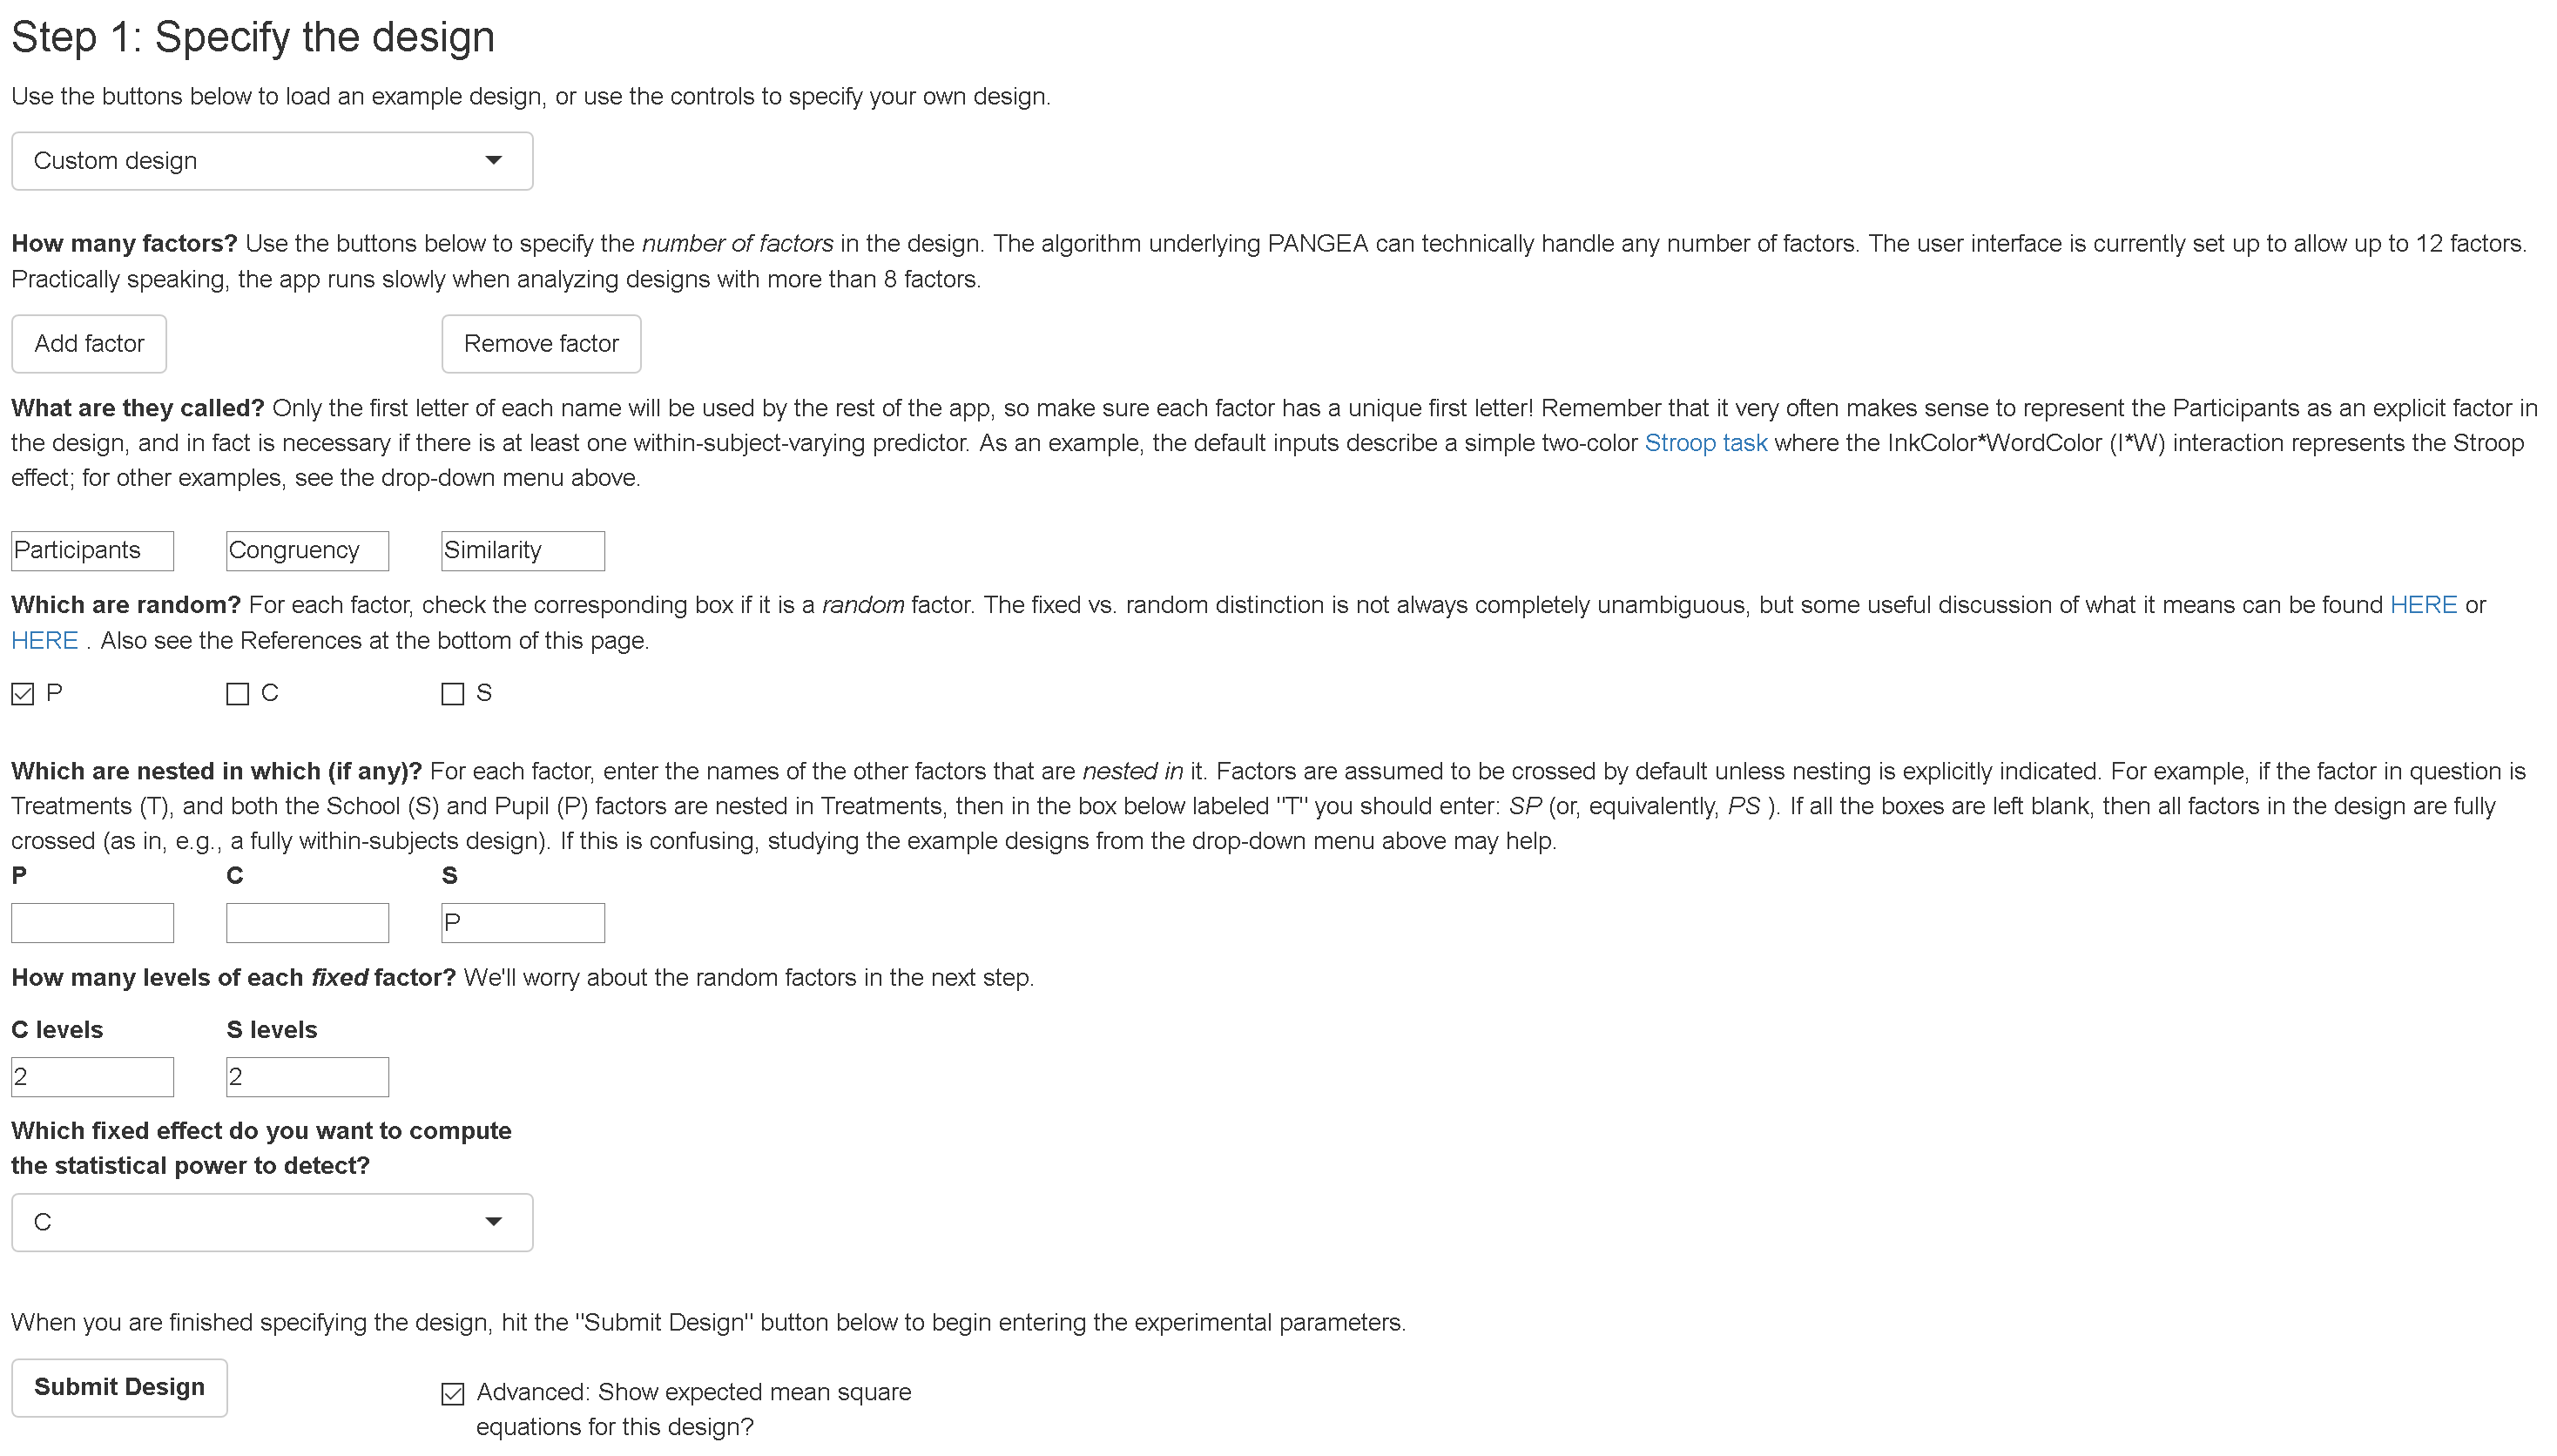 Step 1: Specify the design
Use the buttons below to load an example design, or use the controls to specify your own design.
Custom design
How many factors? Use the buttons below to specify the number of factors in the design. The algorithm underlying PANGEA can technically handle any number of factors. The user interface is currently set up to allow up to 12 factors.
Practically speaking, the app runs slowly when analyzing designs with more than 8 factors.
Add factor Remove factor
What are they called? Only the first letter of each name will be used by the rest of the app, so make sure each factor has a unique first letter! Remember that it very often makes sense to represent the Participants as an explicit factor in
the design, and in fact is necessary if there is at least one within-subject-varying predictor. As an example, the default inputs describe a simple two-color Stroop task where the InkColor*WordColor (I*W) interaction represents the Stroop
effect; for other examples, see the drop-down menu above.
Participants Congruency Similarity
Which are random? For each factor, check the corresponding box if it is a random factor. The fixed vs. random distinction is not always completely unambiguous, but some useful discussion of what it means can be found HERE or
HERE . Also see the References at the bottom of this page.
P C S
Which are nested in which (if any)? For each factor, enter the names of the other factors that are nested in it. Factors are assumed to be crossed by default unless nesting is explicitly indicated. For example, if the factor in question is
Treatments (T), and both the School (S) and Pupil (P) factors are nested in Treatments, then in the box below labeled "T" you should enter: SP (or, equivalently, PS ). If all the boxes are left blank, then all factors in the design are fully
crossed (as in, e.g., a fully within-subjects design). If this is confusing, studying the example designs from the drop-down menu above may help.
P C S
P
How many levels of each fixed factor? We'll worry about the random factors in the next step.
C levels S levels
2 2
Which fixed effect do you want to compute
the statistical power to detect?
C
When you are finished specifying the design, hit the "Submit Design" button below to begin entering the experimental parameters.
Submit Design Advanced: Show expected mean square
equations for this design?